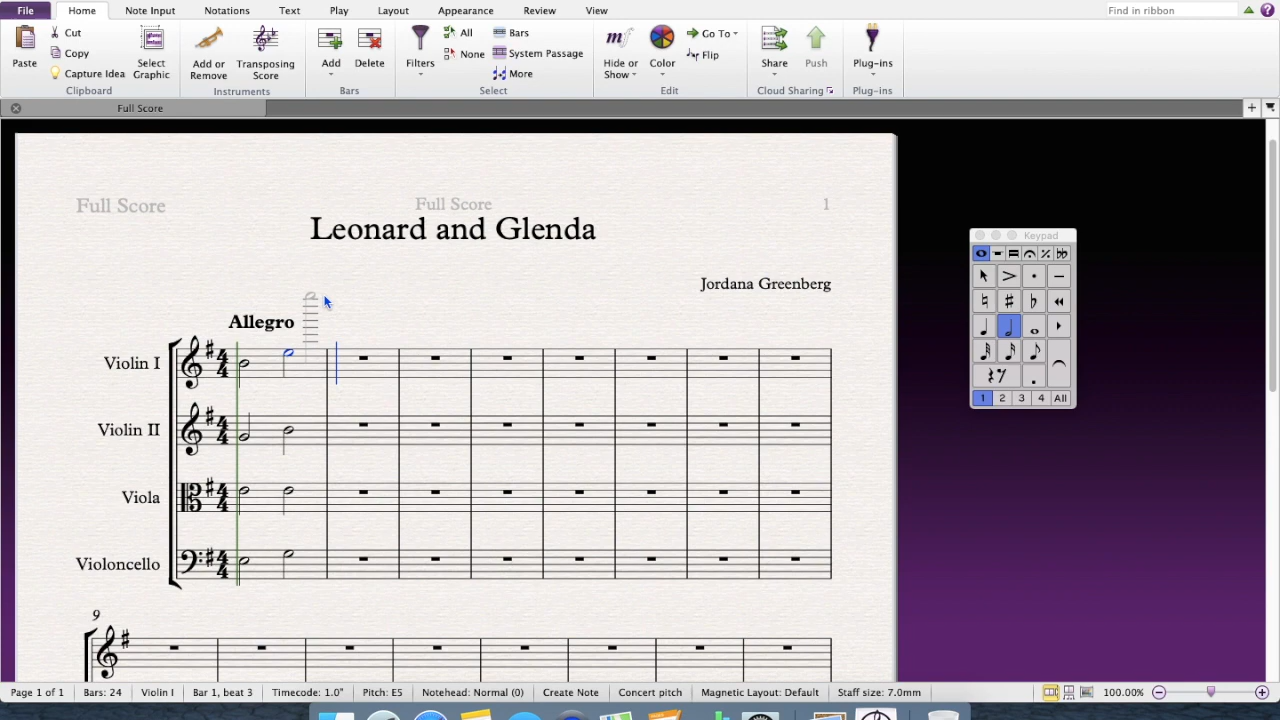 File Home Note Input Notations Text Play Layout Appearance Review View Find in ribbon
Paste Cut Copy Capture Idea Select Graphic Clipboard
Add or Remove Transposing Score Instruments
Add Delete Bars
Filters All None Bars System Passage More Select
Hide or Show Color Go To Flip Edit
Share Push Cloud Sharing
Plug-ins Plug-ins
Full Score
Full Score Full Score 1
Leonard and Glenda
Jordana Greenberg
Allegro
Violin I
Violin II
Viola
Violoncello
9
Keypad
1 2 3 4 All
Page 1 of 1 Bars: 24 Violin I Bar 1, beat 3 Timecode: 1.0" Pitch: E5 Notehead: Normal (0) Create Note Concert pitch Magnetic Layout: Default Staff size: 7.0mm 100.00%